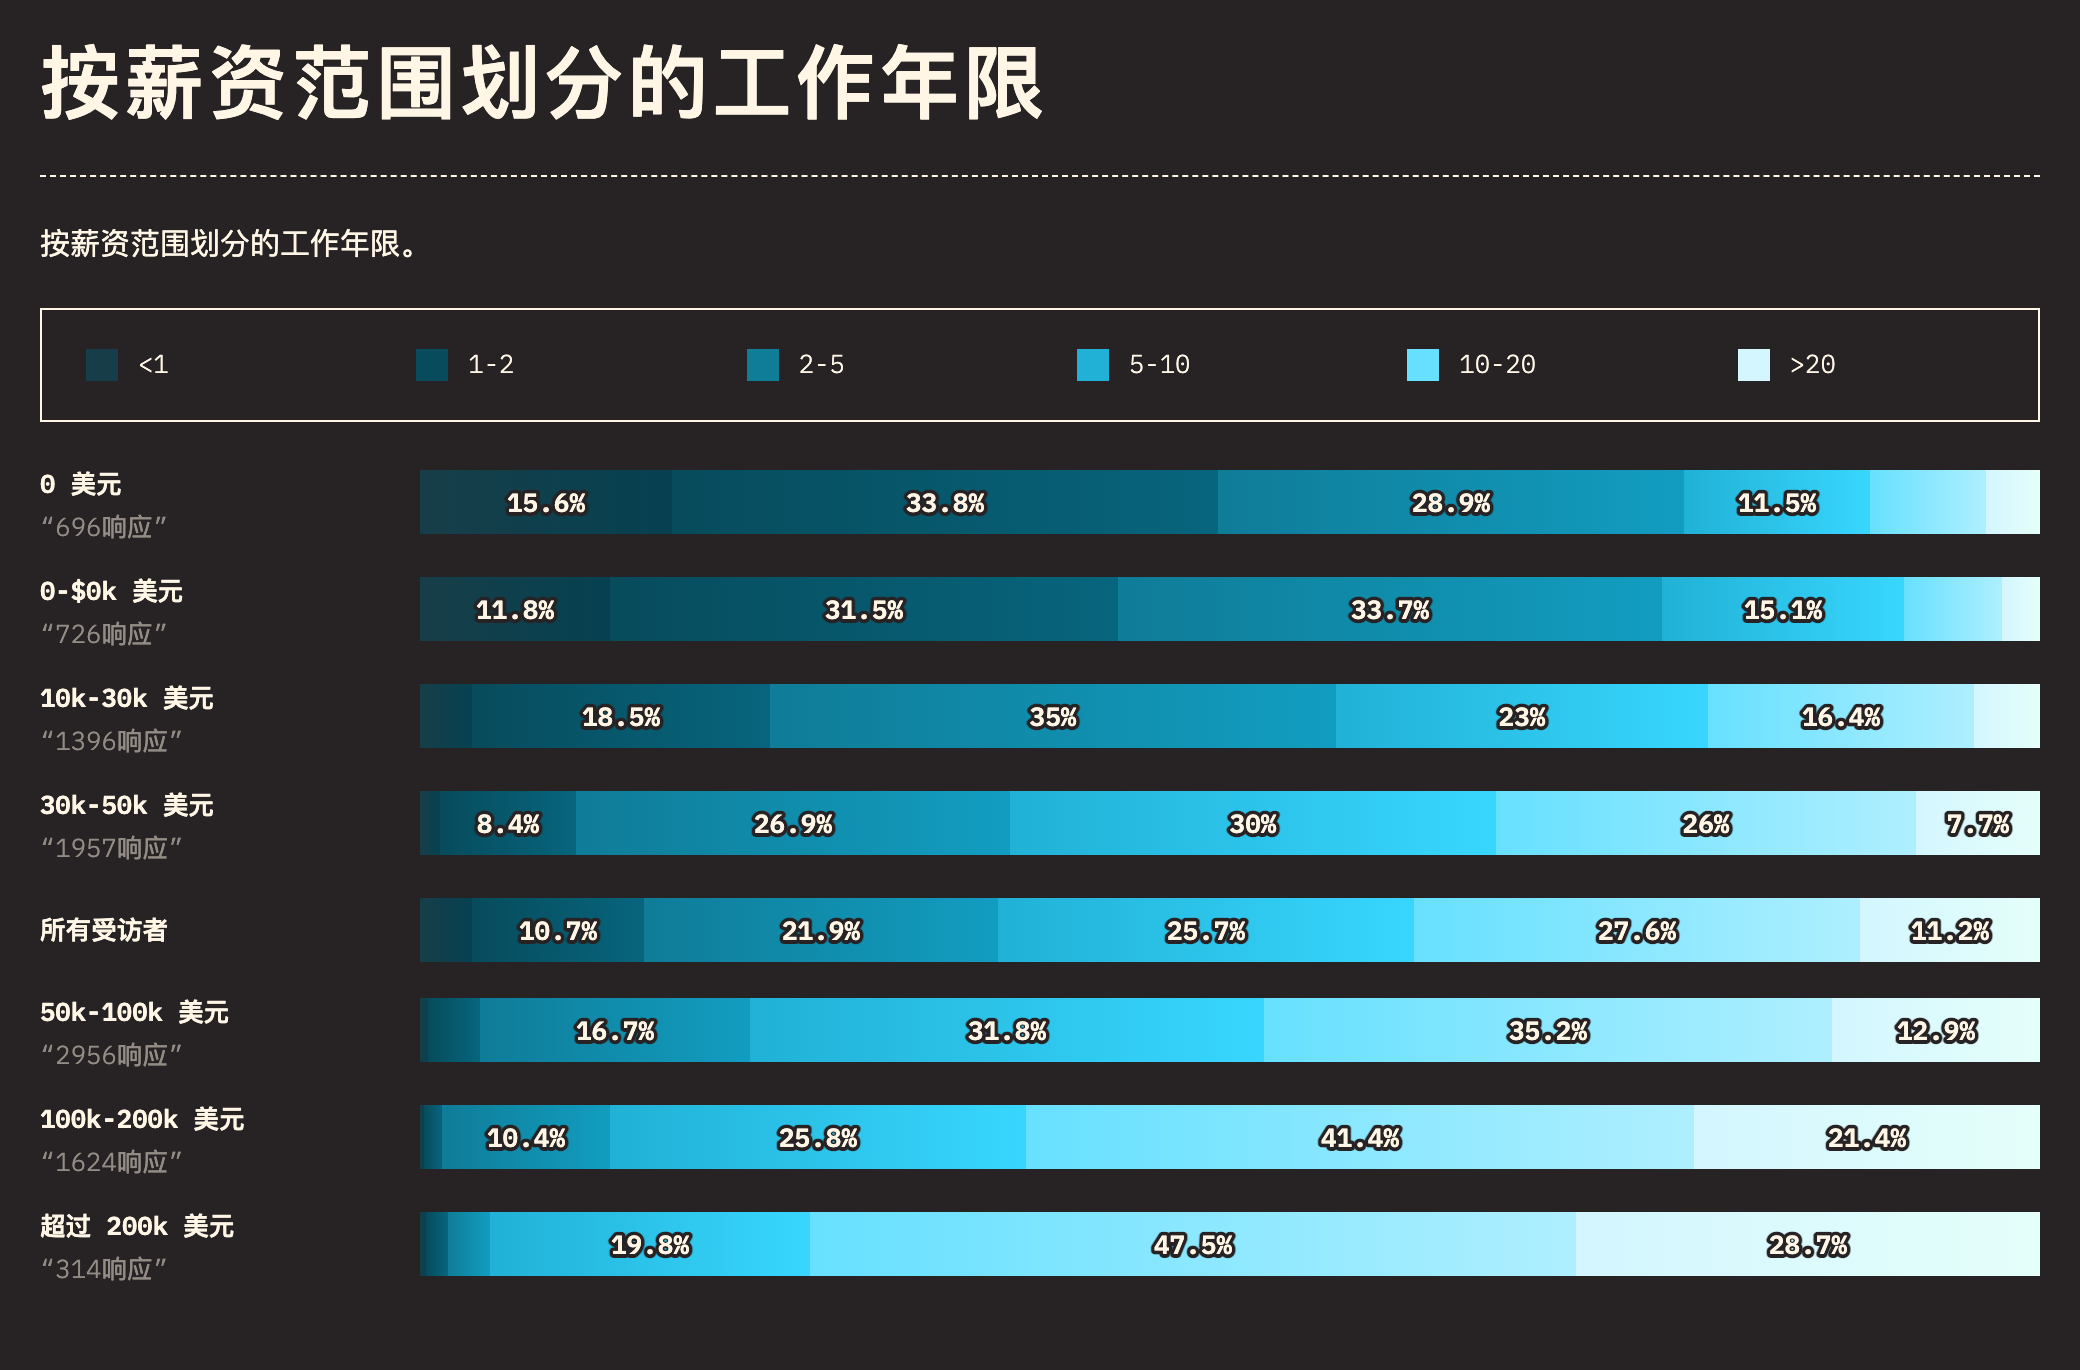 按薪资范围划分的工作年限
按薪资范围划分的工作年限。
<1 1-2 2-5 5-10 10-20 >20
0 美元
“696响应”
15.6% 33.8% 28.9% 11.5%
0-$0k 美元
“726响应”
11.8% 31.5% 33.7% 15.1%
10k-30k 美元
“1396响应”
18.5% 35% 23% 16.4%
30k-50k 美元
“1957响应”
8.4% 26.9% 30% 26% 7.7%
所有受访者
10.7% 21.9% 25.7% 27.6% 11.2%
50k-100k 美元
“2956响应”
16.7% 31.8% 35.2% 12.9%
100k-200k 美元
“1624响应”
10.4% 25.8% 41.4% 21.4%
超过 200k 美元
“314响应”
19.8% 47.5% 28.7%